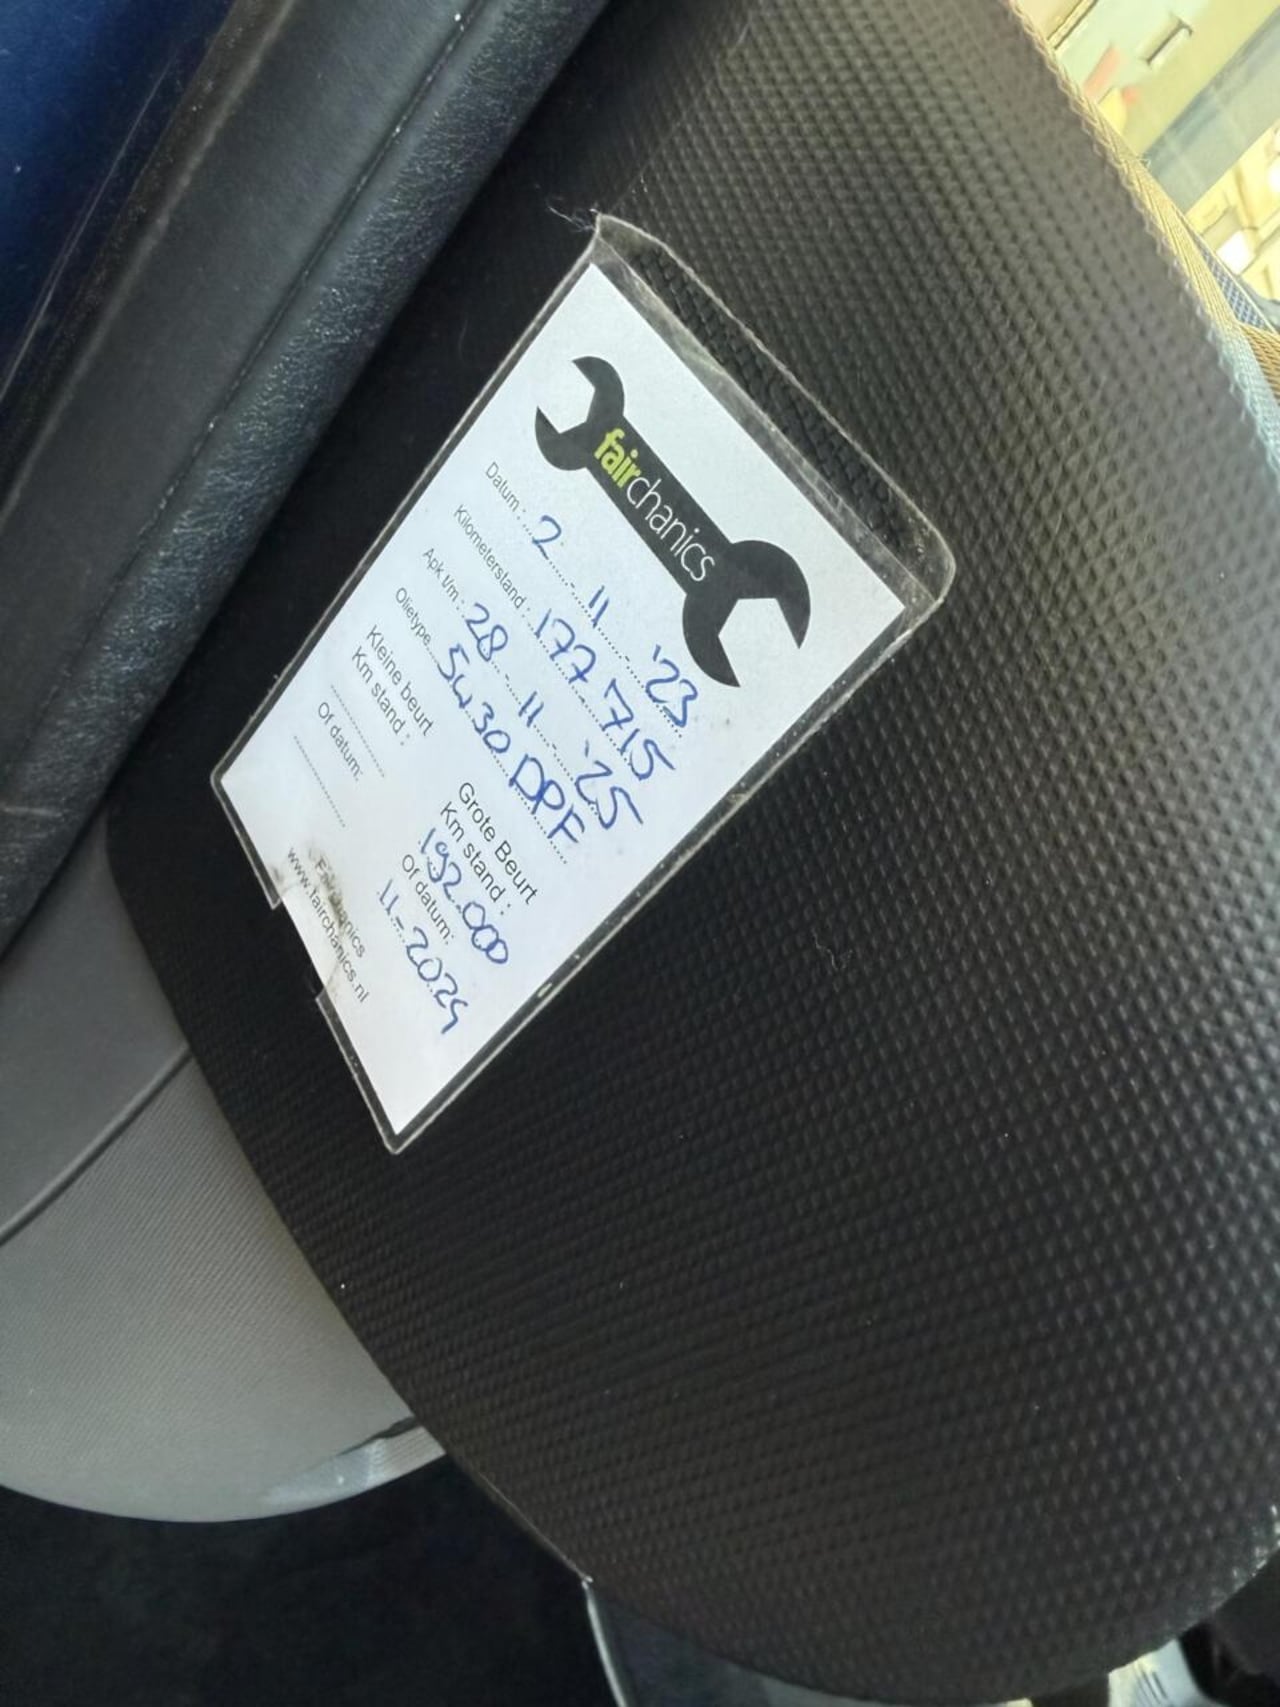 fairchanics
Datum: 2 - 11 - '23
Kilometerstand: 177 715
Apk t/m: 28 - 11 - '25
Olietype 5w30 DPF
Kleine beurt
Km stand :
Of datum:
Grote Beurt
Km stand :
192.000
Of datum:
11-2024
Fairchanics
www.fairchanics.nl